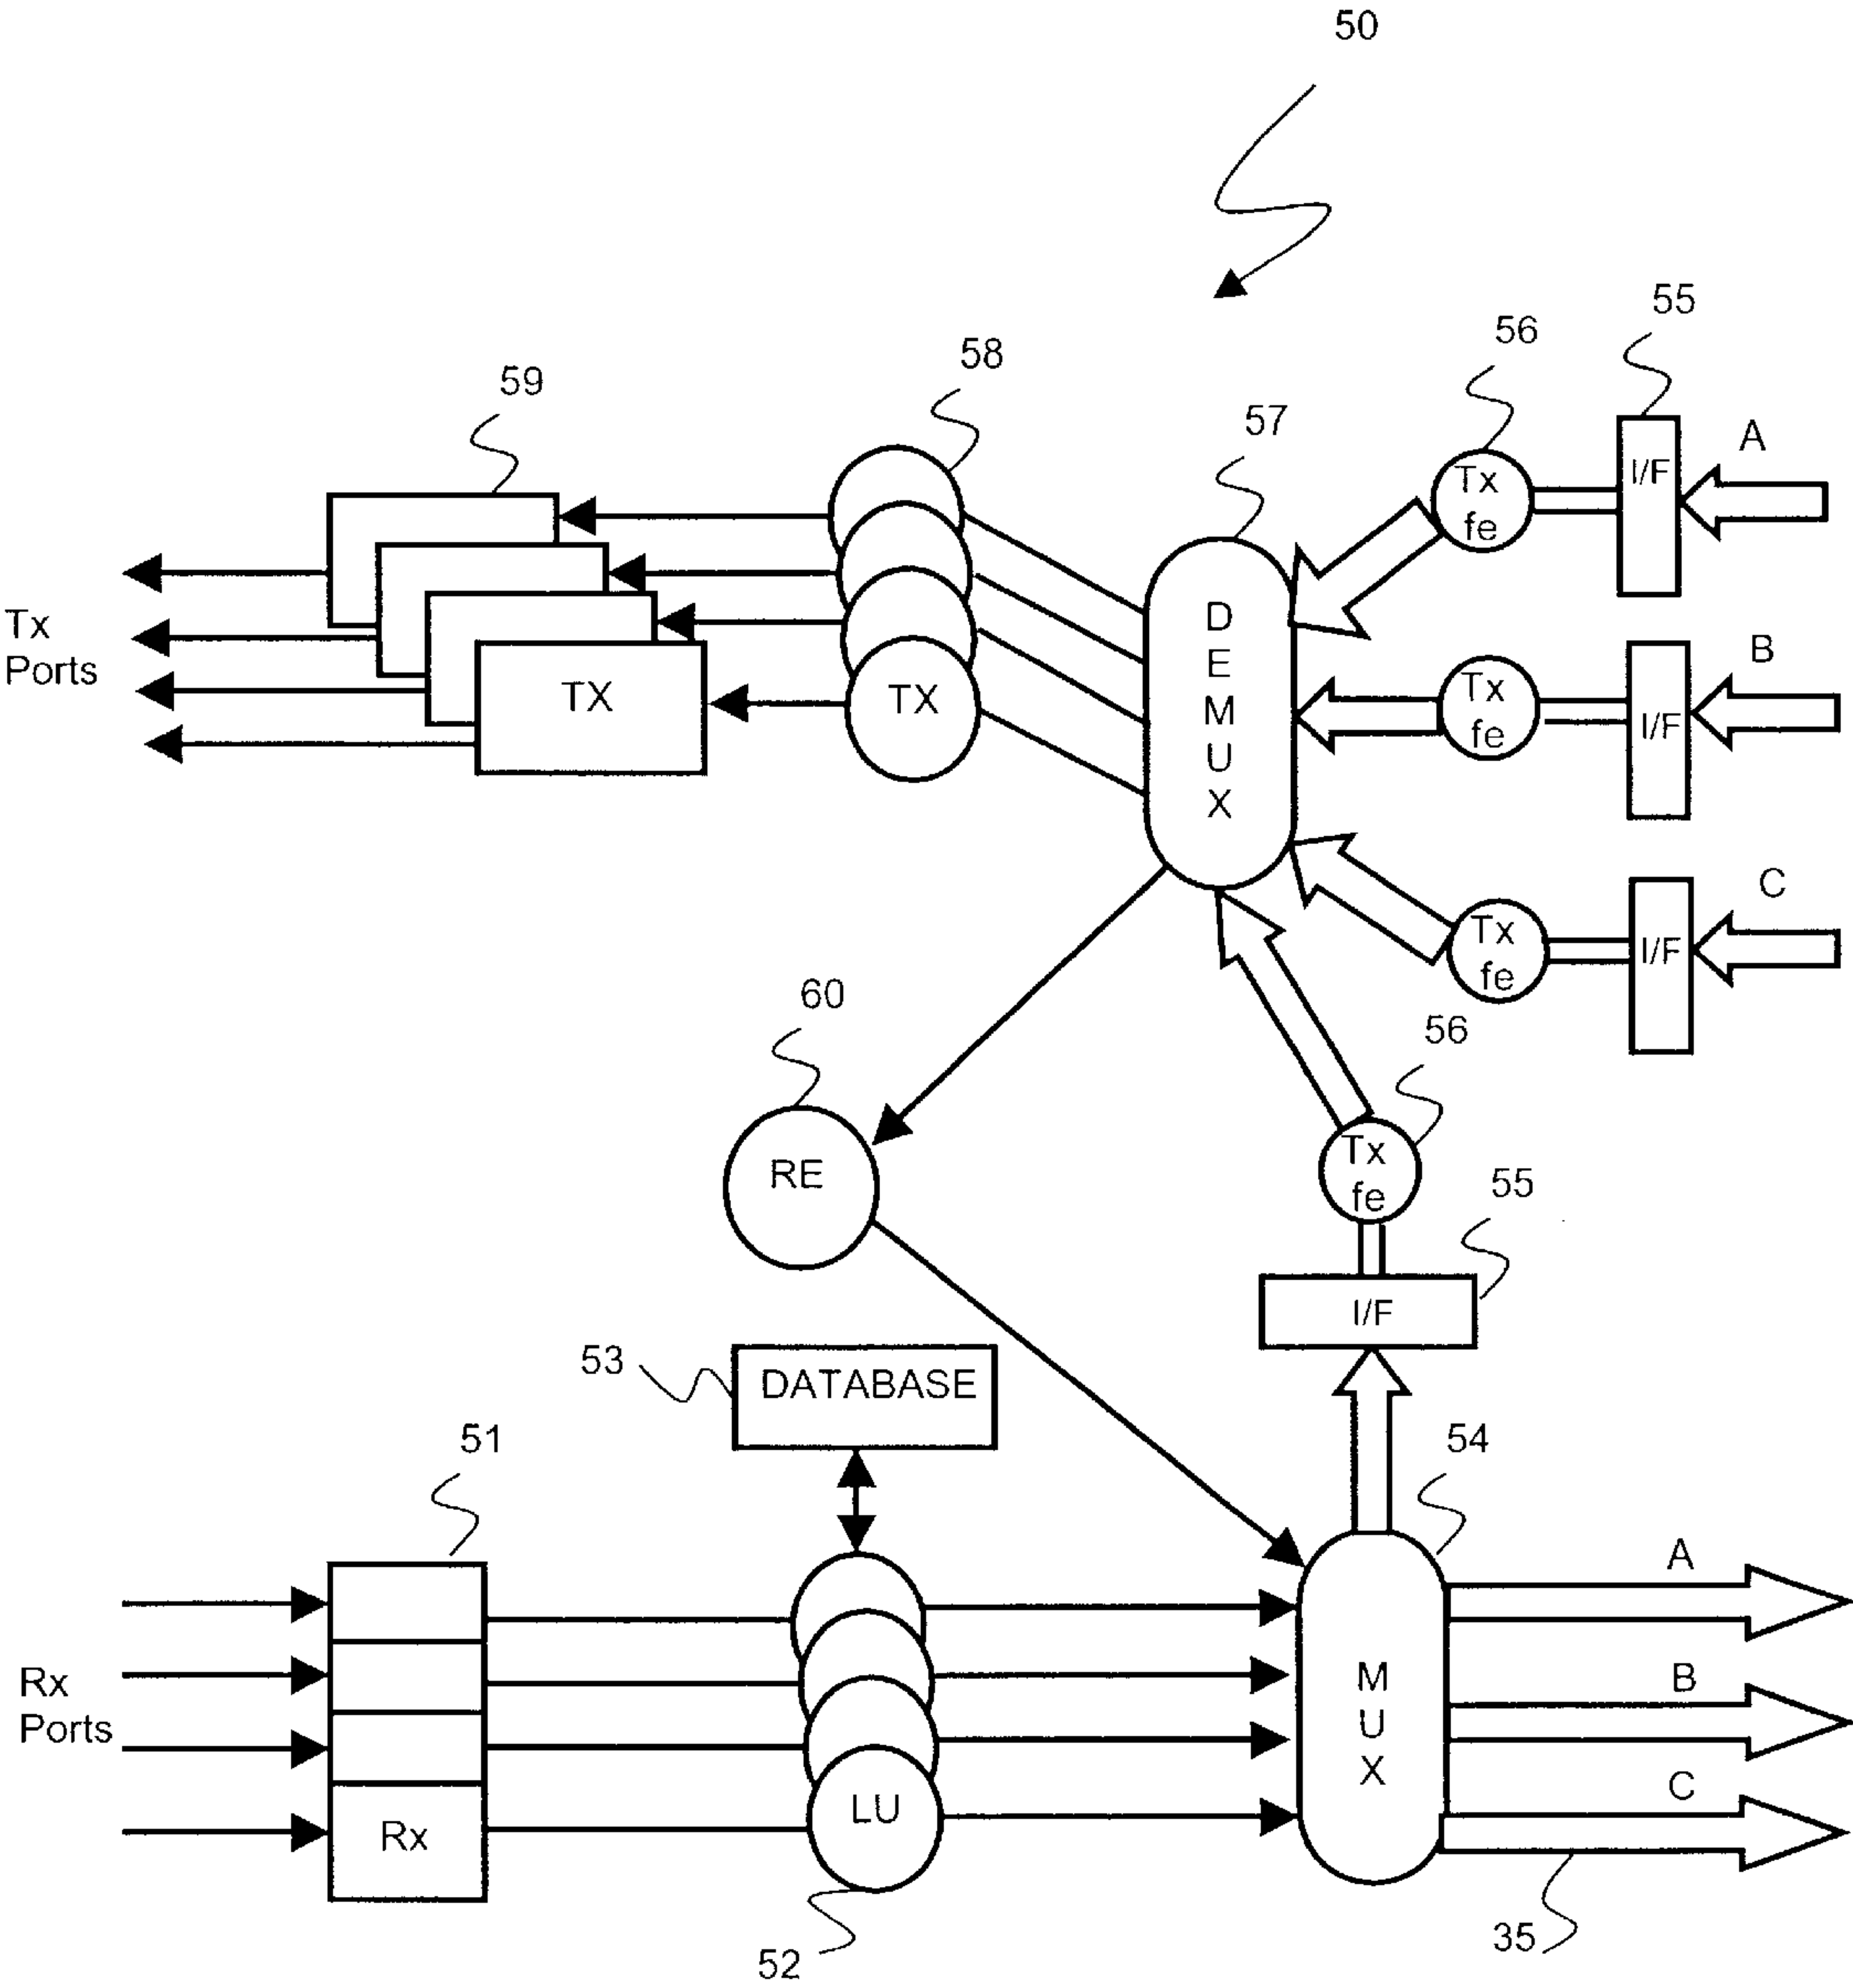 50
55
56
58
59
57
A
I/F
Tx
fe
Tx
Ports
TX
TX
D
E
M
U
X
B
Tx
fe
I/F
C
Tx
fe
I/F
60
56
RE
Tx
fe
55
I/F
53
DATABASE
51
54
A
Rx
Ports
M
U
X
B
C
Rx
LU
35
52